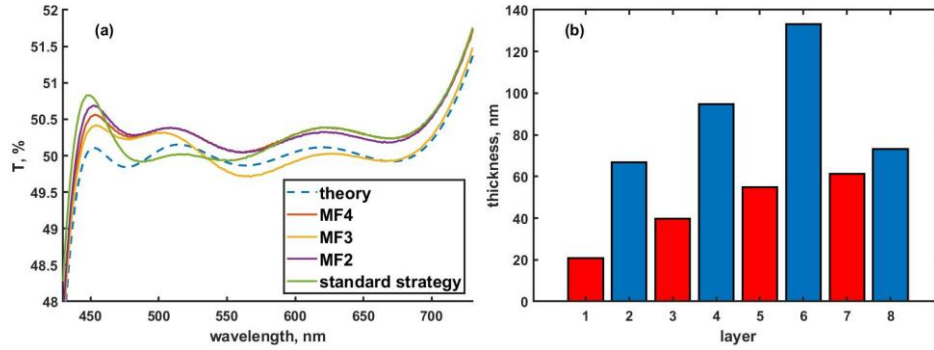 (a)
52
51.5
51
50.5
50
49.5
49
48.5
48
T, %
450 500 550 600 650 700
wavelength, nm
theory
MF4
MF3
MF2
standard strategy
(b)
140
120
100
80
60
40
20
0
thickness, nm
1 2 3 4 5 6 7 8
layer